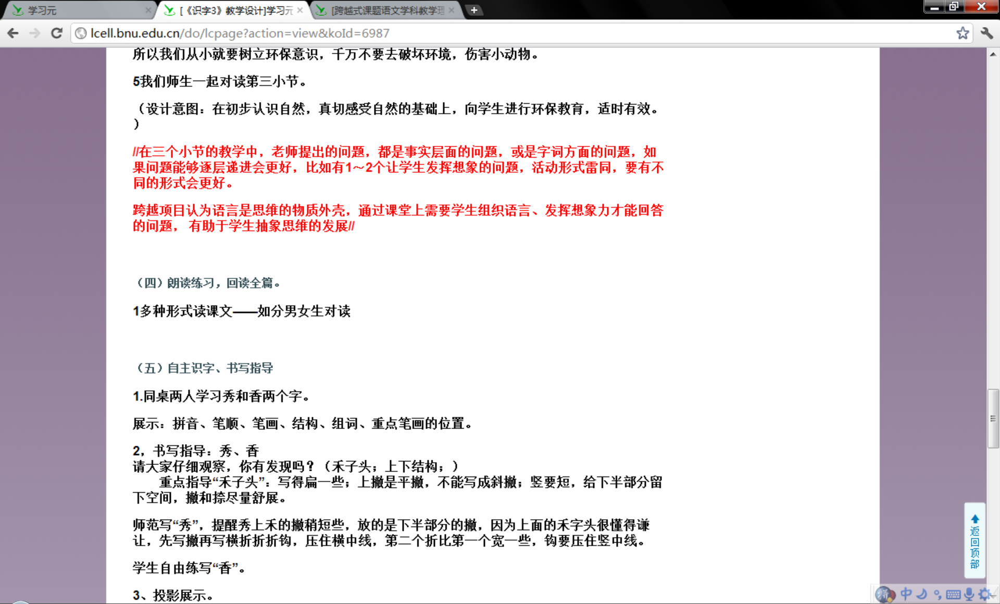 学习元
[《识字3》教学设计]学习元
[跨越式课题语文学科教学理
lcell.bnu.edu.cn/do/lcpage?action=view&koId=6987
所以我们从小就要树立环保意识，千万不要去破坏环境，伤害小动物。
5我们师生一起对读第三小节。
（设计意图：在初步认识自然，真切感受自然的基础上，向学生进行环保教育，适时有效。
）
//在三个小节的教学中，老师提出的问题，都是事实层面的问题，或是字词方面的问题，如
果问题能够逐层递进会更好，比如有1～2个让学生发挥想象的问题，活动形式雷同，要有不
同的形式会更好。
跨越项目认为语言是思维的物质外壳，通过课堂上需要学生组织语言、发挥想象力才能回答
的问题， 有助于学生抽象思维的发展//
（四）朗读练习，回读全篇。
1多种形式读课文——如分男女生对读
（五）自主识字、书写指导
1.同桌两人学习秀和香两个字。
展示：拼音、笔顺、笔画、结构、组词、重点笔画的位置。
2，书写指导：秀、香
请大家仔细观察，你有发现吗？（禾子头；上下结构；）
重点指导“禾子头”：写得扁一些；上撇是平撇，不能写成斜撇；竖要短，给下半部分留
下空间，撇和捺尽量舒展。
师范写“秀”，提醒秀上禾的撇稍短些，放的是下半部分的撇，因为上面的禾字头很懂得谦
让，先写撇再写横折折折钩，压住横中线，第二个折比第一个宽一些，钩要压住竖中线。
学生自由练写“香”。
3、投影展示。
返回顶部
中